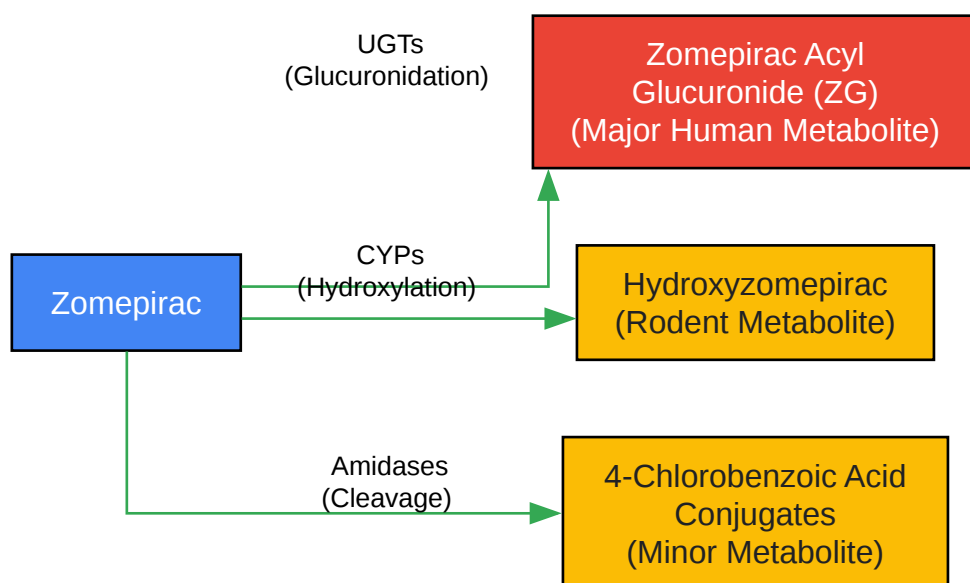 UGTs
(Glucuronidation)
Zomepirac Acyl
Glucuronide (ZG)
(Major Human Metabolite)
Zomepirac
CYPs
(Hydroxylation)
Hydroxyzomepirac
(Rodent Metabolite)
Amidases
(Cleavage)
4-Chlorobenzoic Acid
Conjugates
(Minor Metabolite)